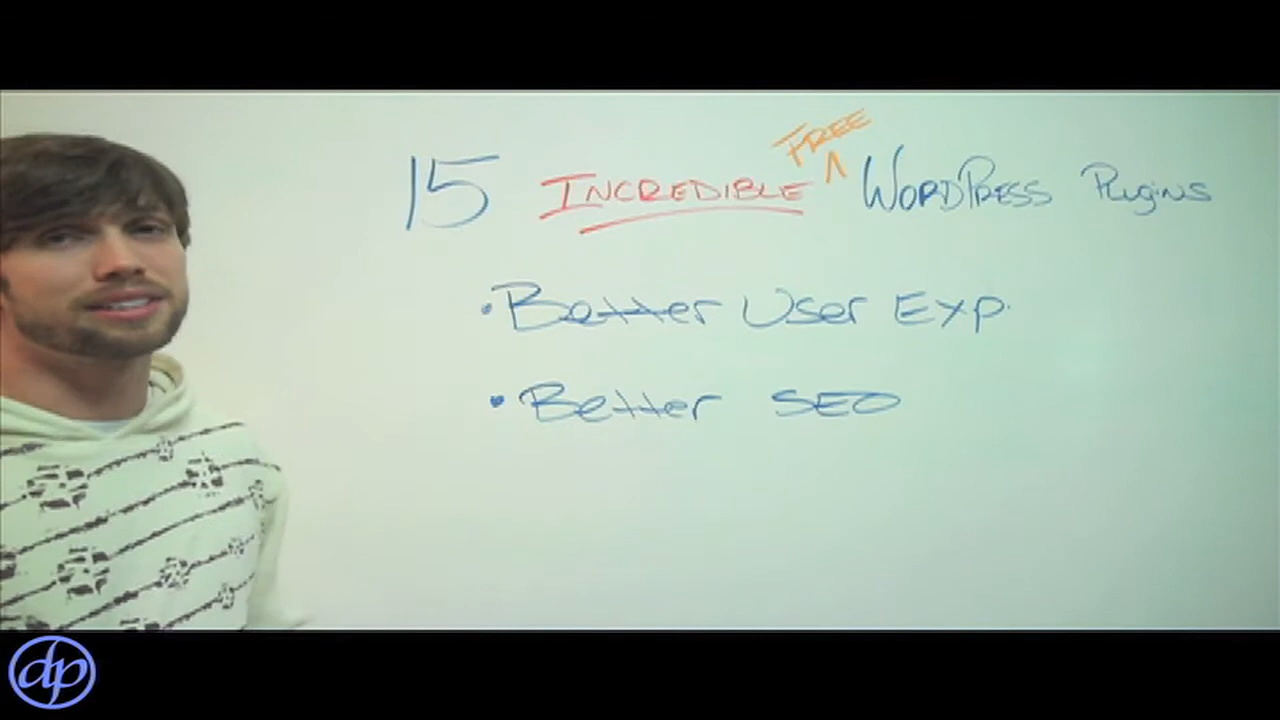 15 INCREDIBLE FREE WORDPRESS Plugins
• Better User Exp.
• Better SEO
dp